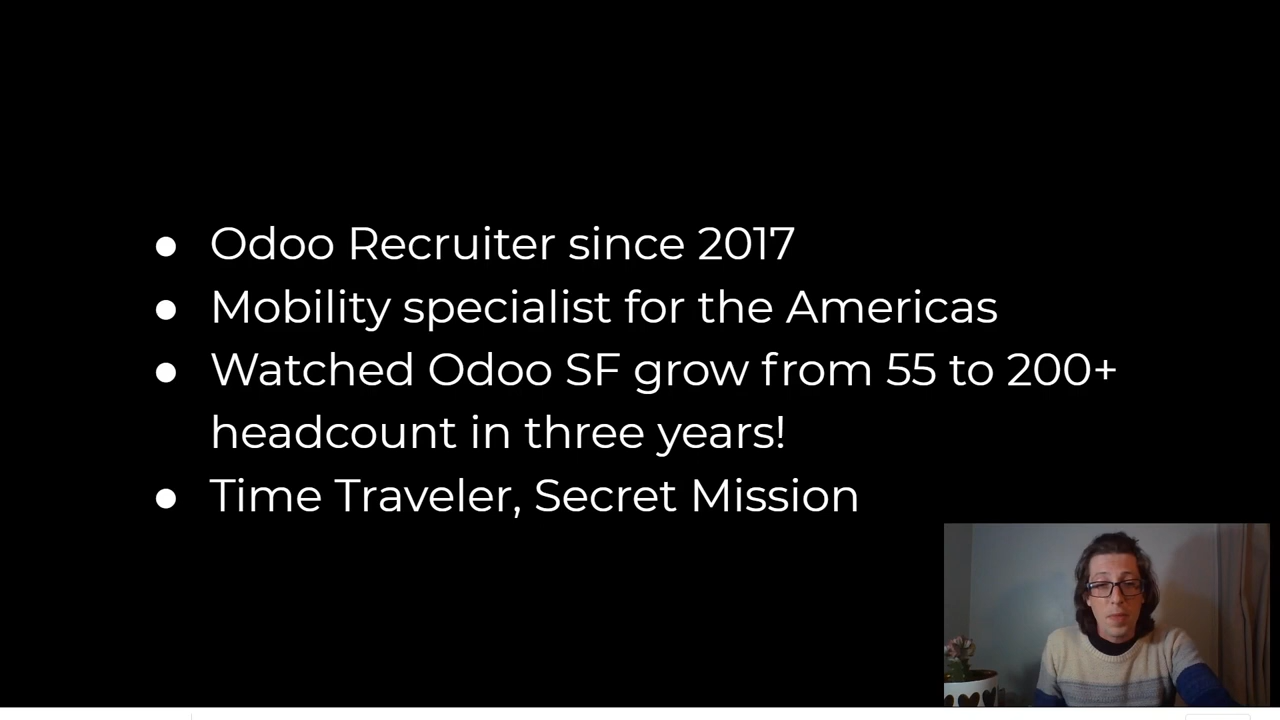 ● Odoo Recruiter since 2017
● Mobility specialist for the Americas
● Watched Odoo SF grow from 55 to 200+
headcount in three years!
● Time Traveler, Secret Mission